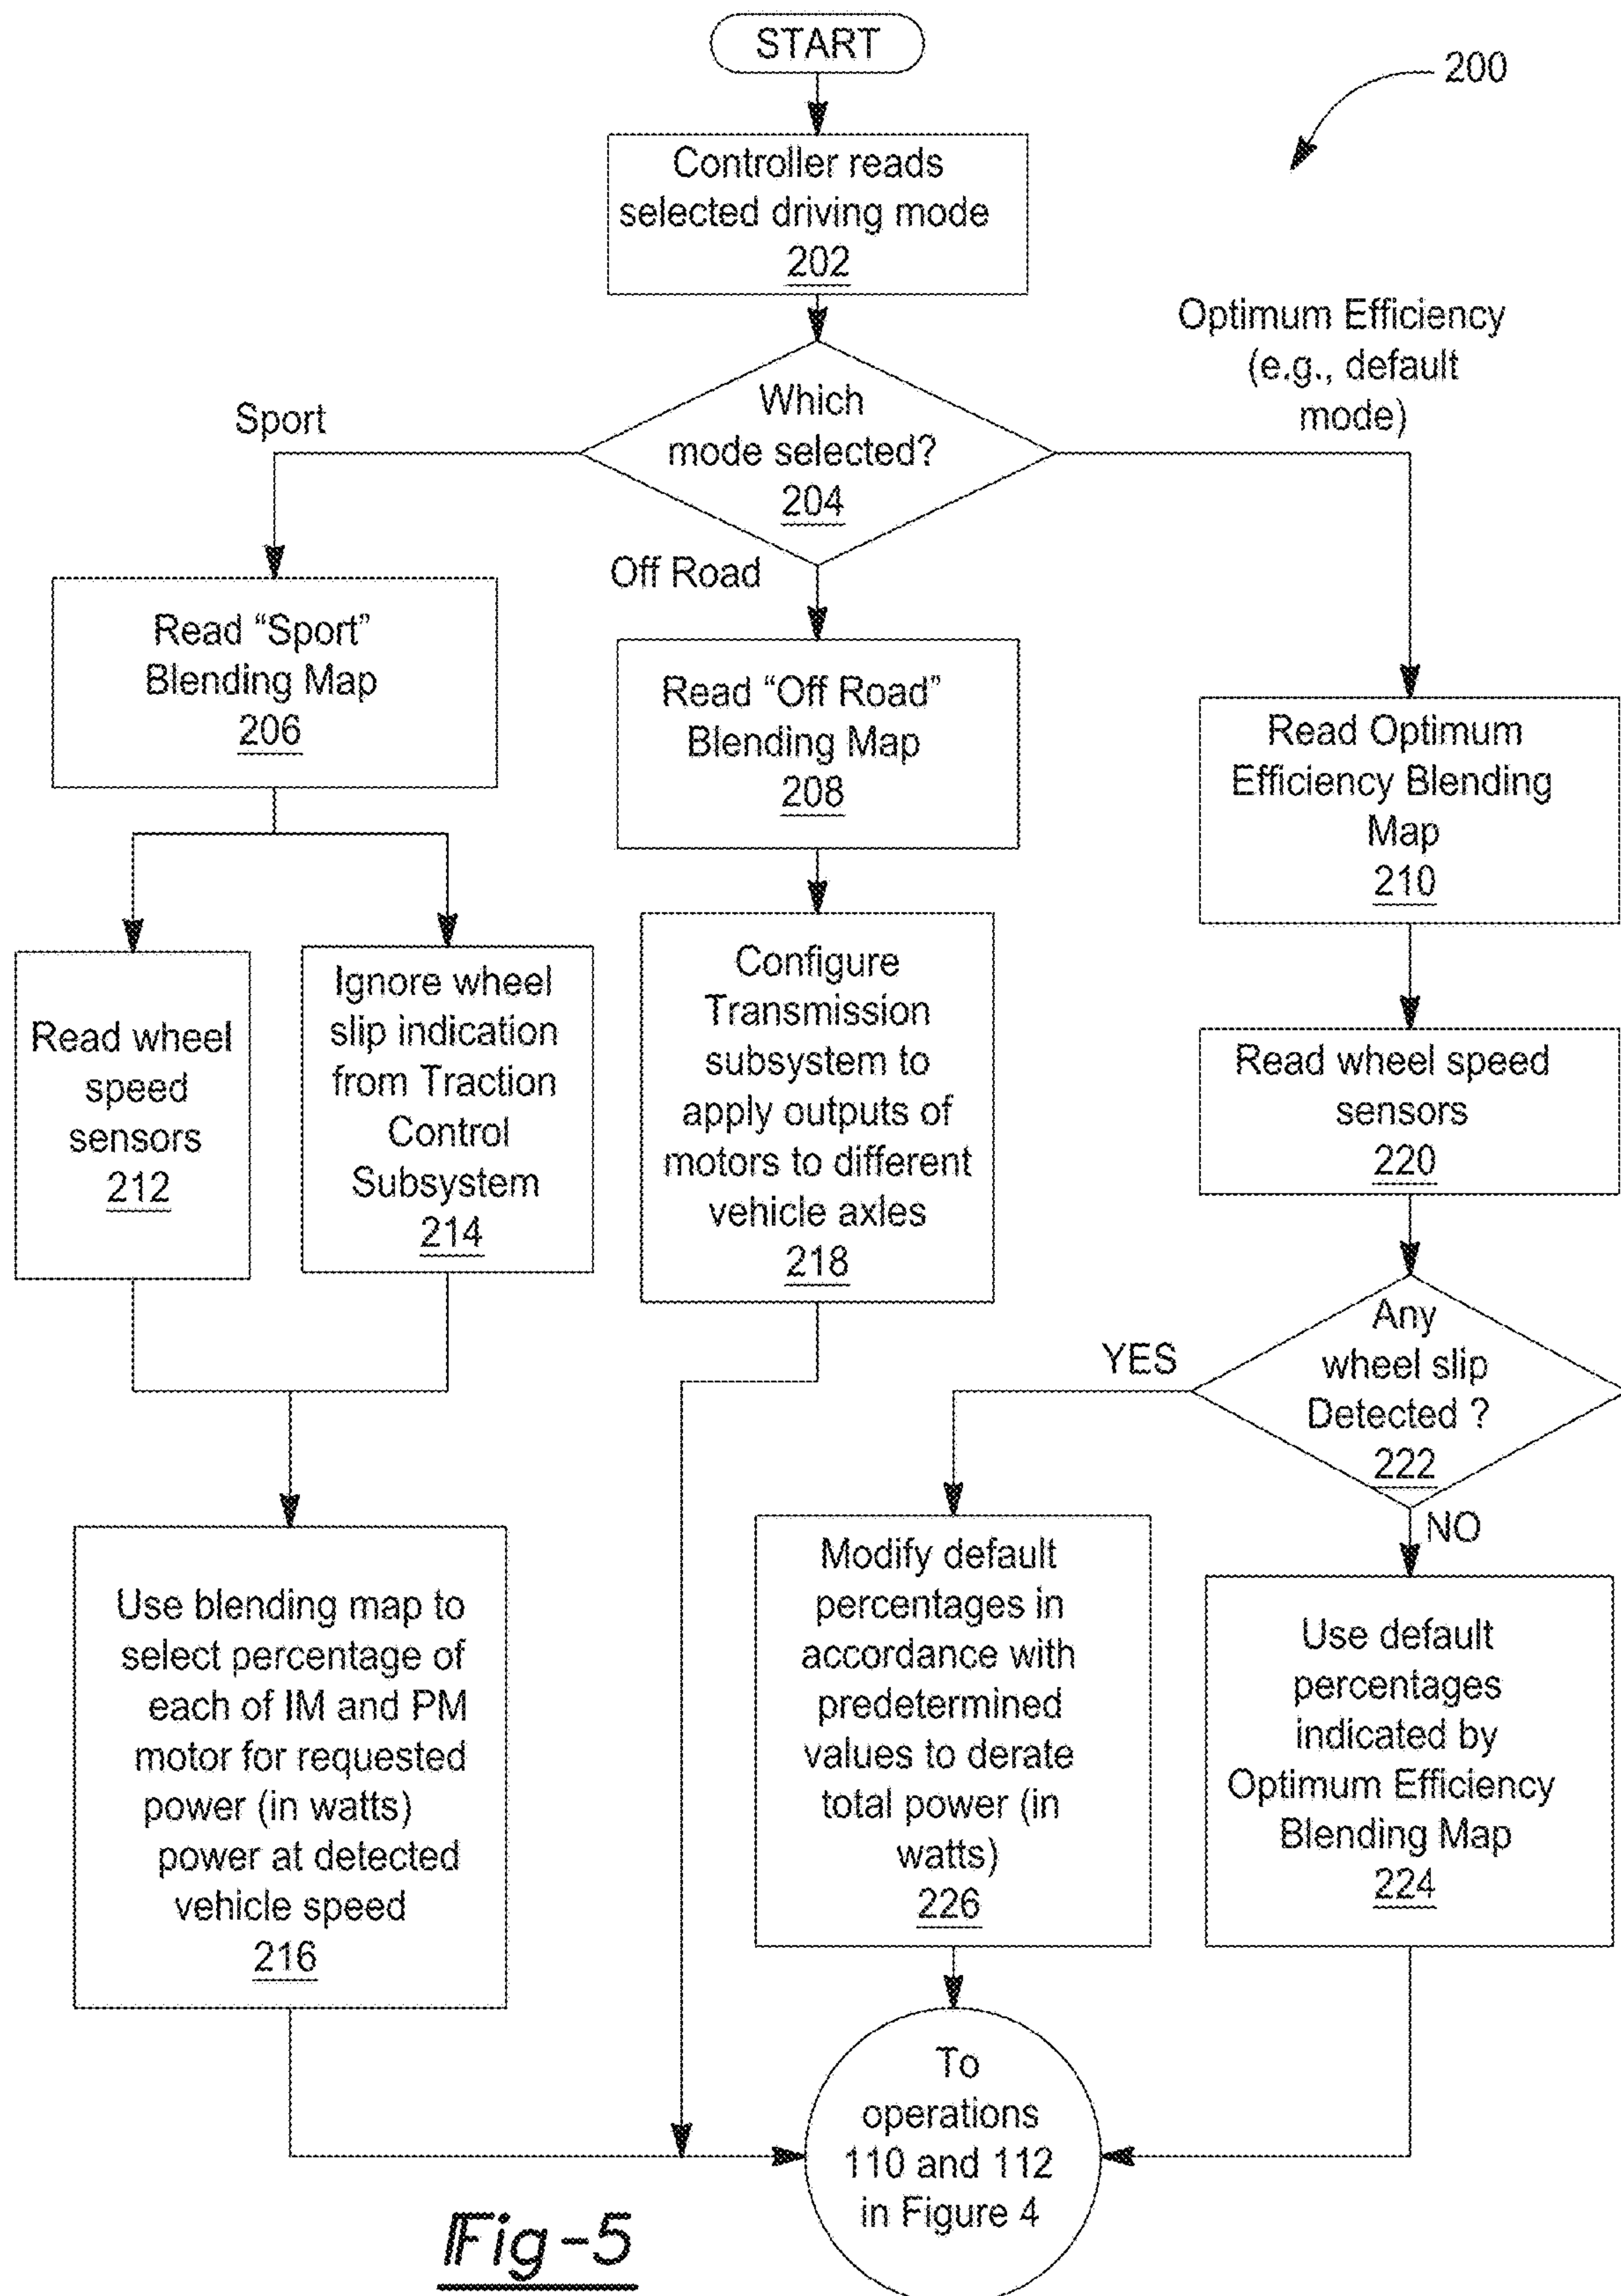 START
200
Controller reads
selected driving mode
202
Optimum Efficiency
(e.g., default
mode)
Sport
Which
mode selected?
204
Off Road
Read “Sport”
Blending Map
206
Read “Off Road”
Blending Map
208
Read Optimum
Efficiency Blending
Map
210
Read wheel
speed
sensors
212
Ignore wheel
slip indication
from Traction
Control
Subsystem
214
Configure
Transmission
subsystem to
apply outputs of
motors to different
vehicle axles
218
Read wheel speed
sensors
220
Any
wheel slip
Detected ?
222
YES
NO
Use blending map to
select percentage of
each of IM and PM
motor for requested
power (in watts)
power at detected
vehicle speed
216
Modify default
percentages in
accordance with
predetermined
values to derate
total power (in
watts)
226
Use default
percentages
indicated by
Optimum Efficiency
Blending Map
224
To
operations
110 and 112
in Figure 4
Fig-5